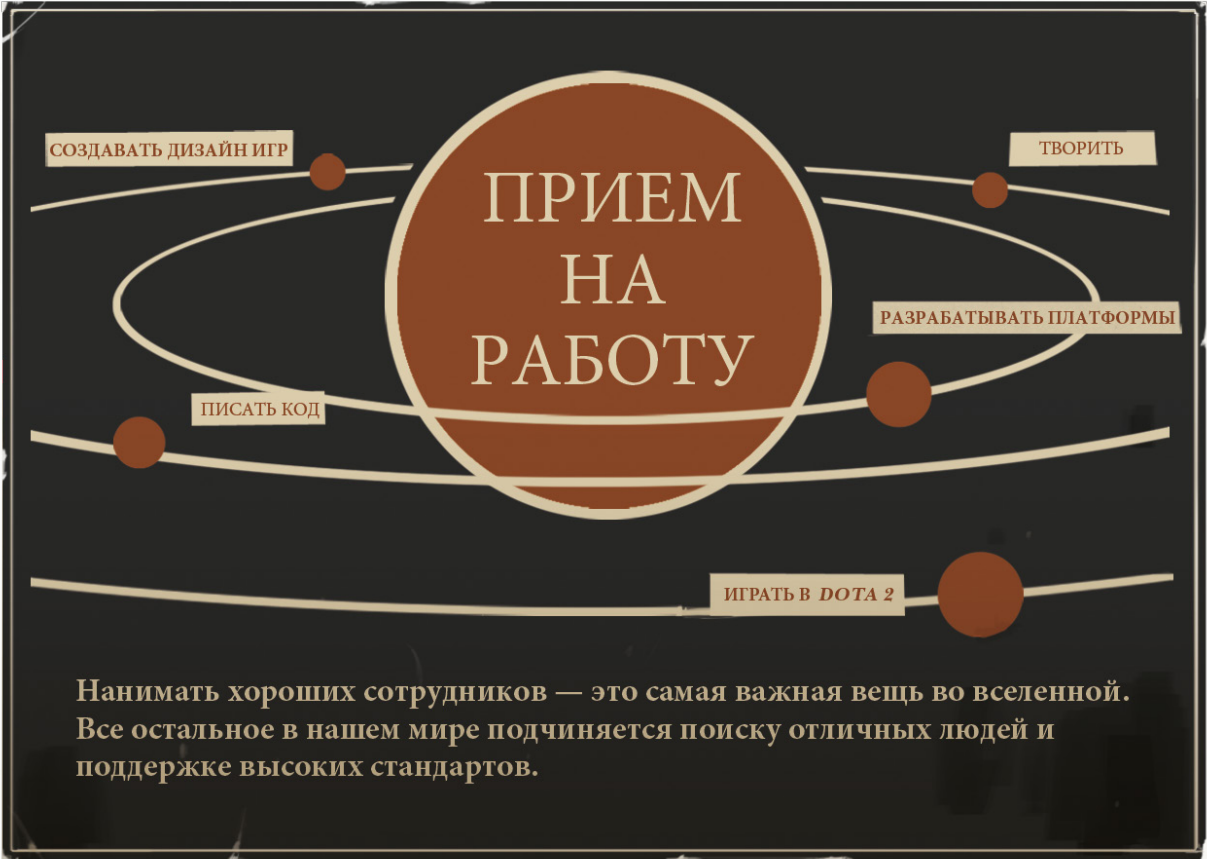 СОЗДАВАТЬ ДИЗАЙН ИГР
ТВОРИТЬ
ПРИЕМ
НА
РАБОТУ
РАЗРАБАТЫВАТЬ ПЛАТФОРМЫ
ПИСАТЬ КОД
ИГРАТЬ В DOTA 2
Нанимать хороших сотрудников — это самая важная вещь во вселенной.
Все остальное в нашем мире подчиняется поиску отличных людей и
поддержке высоких стандартов.